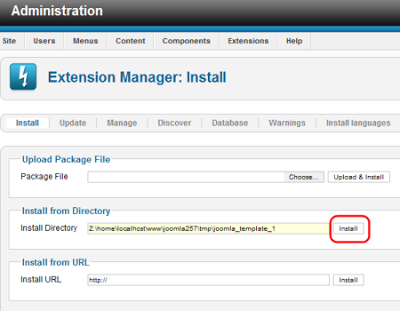 Administration
Site Users Menus Content Components Extensions Help
Extension Manager: Install
Install Update Manage Discover Database Warnings Install languages
Upload Package File
Package File Choose... Upload & Install
Install from Directory
Install Directory Z:\home\localhost\www\joomla257\tmp\joomla_template_1 Install
Install from URL
Install URL http:// Install